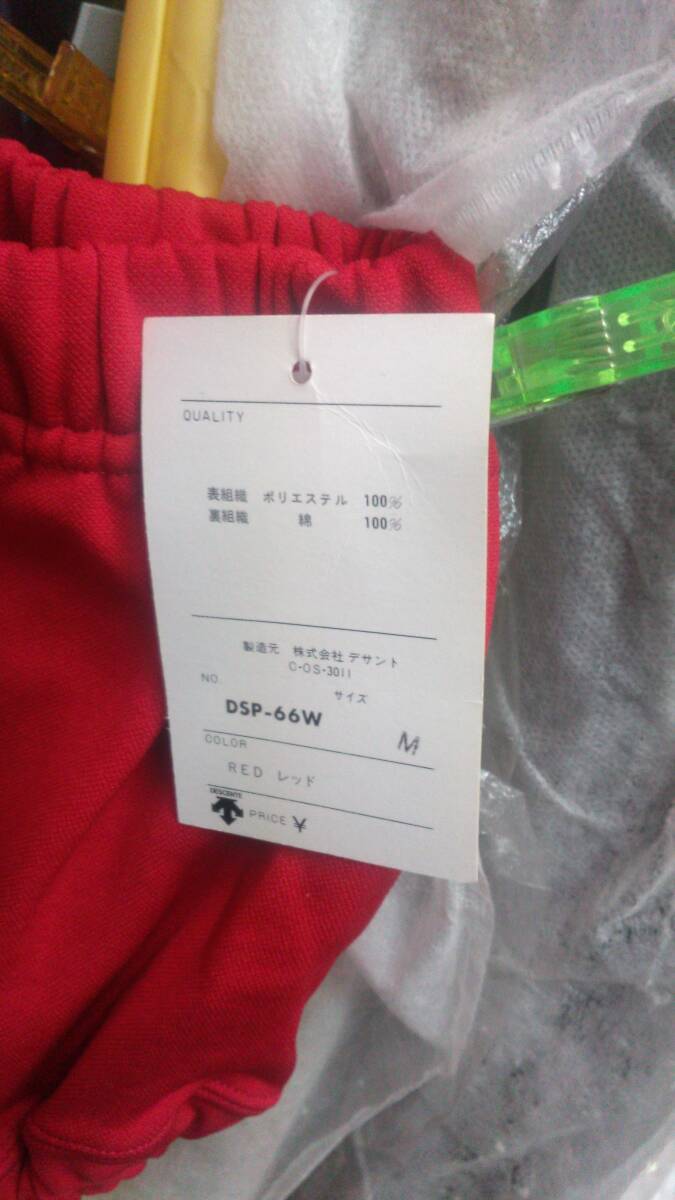 QUALITY
表組織 ポリエステル 100%
裏組織 綿 100%
製造元 株式会社 デサント
C-OS-3011
NO. サイズ
DSP-66W M
COLOR
RED レッド
DESCENTE
PRICE ¥